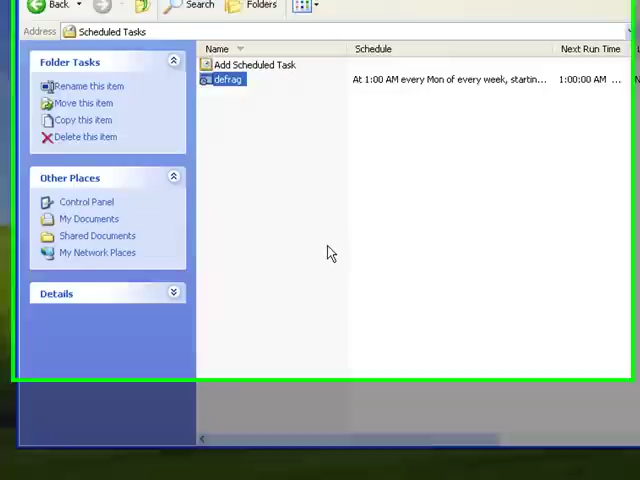 Back Search Folders
Address Scheduled Tasks
Folder Tasks
Rename this item
Move this item
Copy this item
Delete this item
Other Places
Control Panel
My Documents
Shared Documents
My Network Places
Details
Name Schedule Next Run Time
Add Scheduled Task
defrag At 1:00 AM every Mon of every week, startin... 1:00:00 AM ...